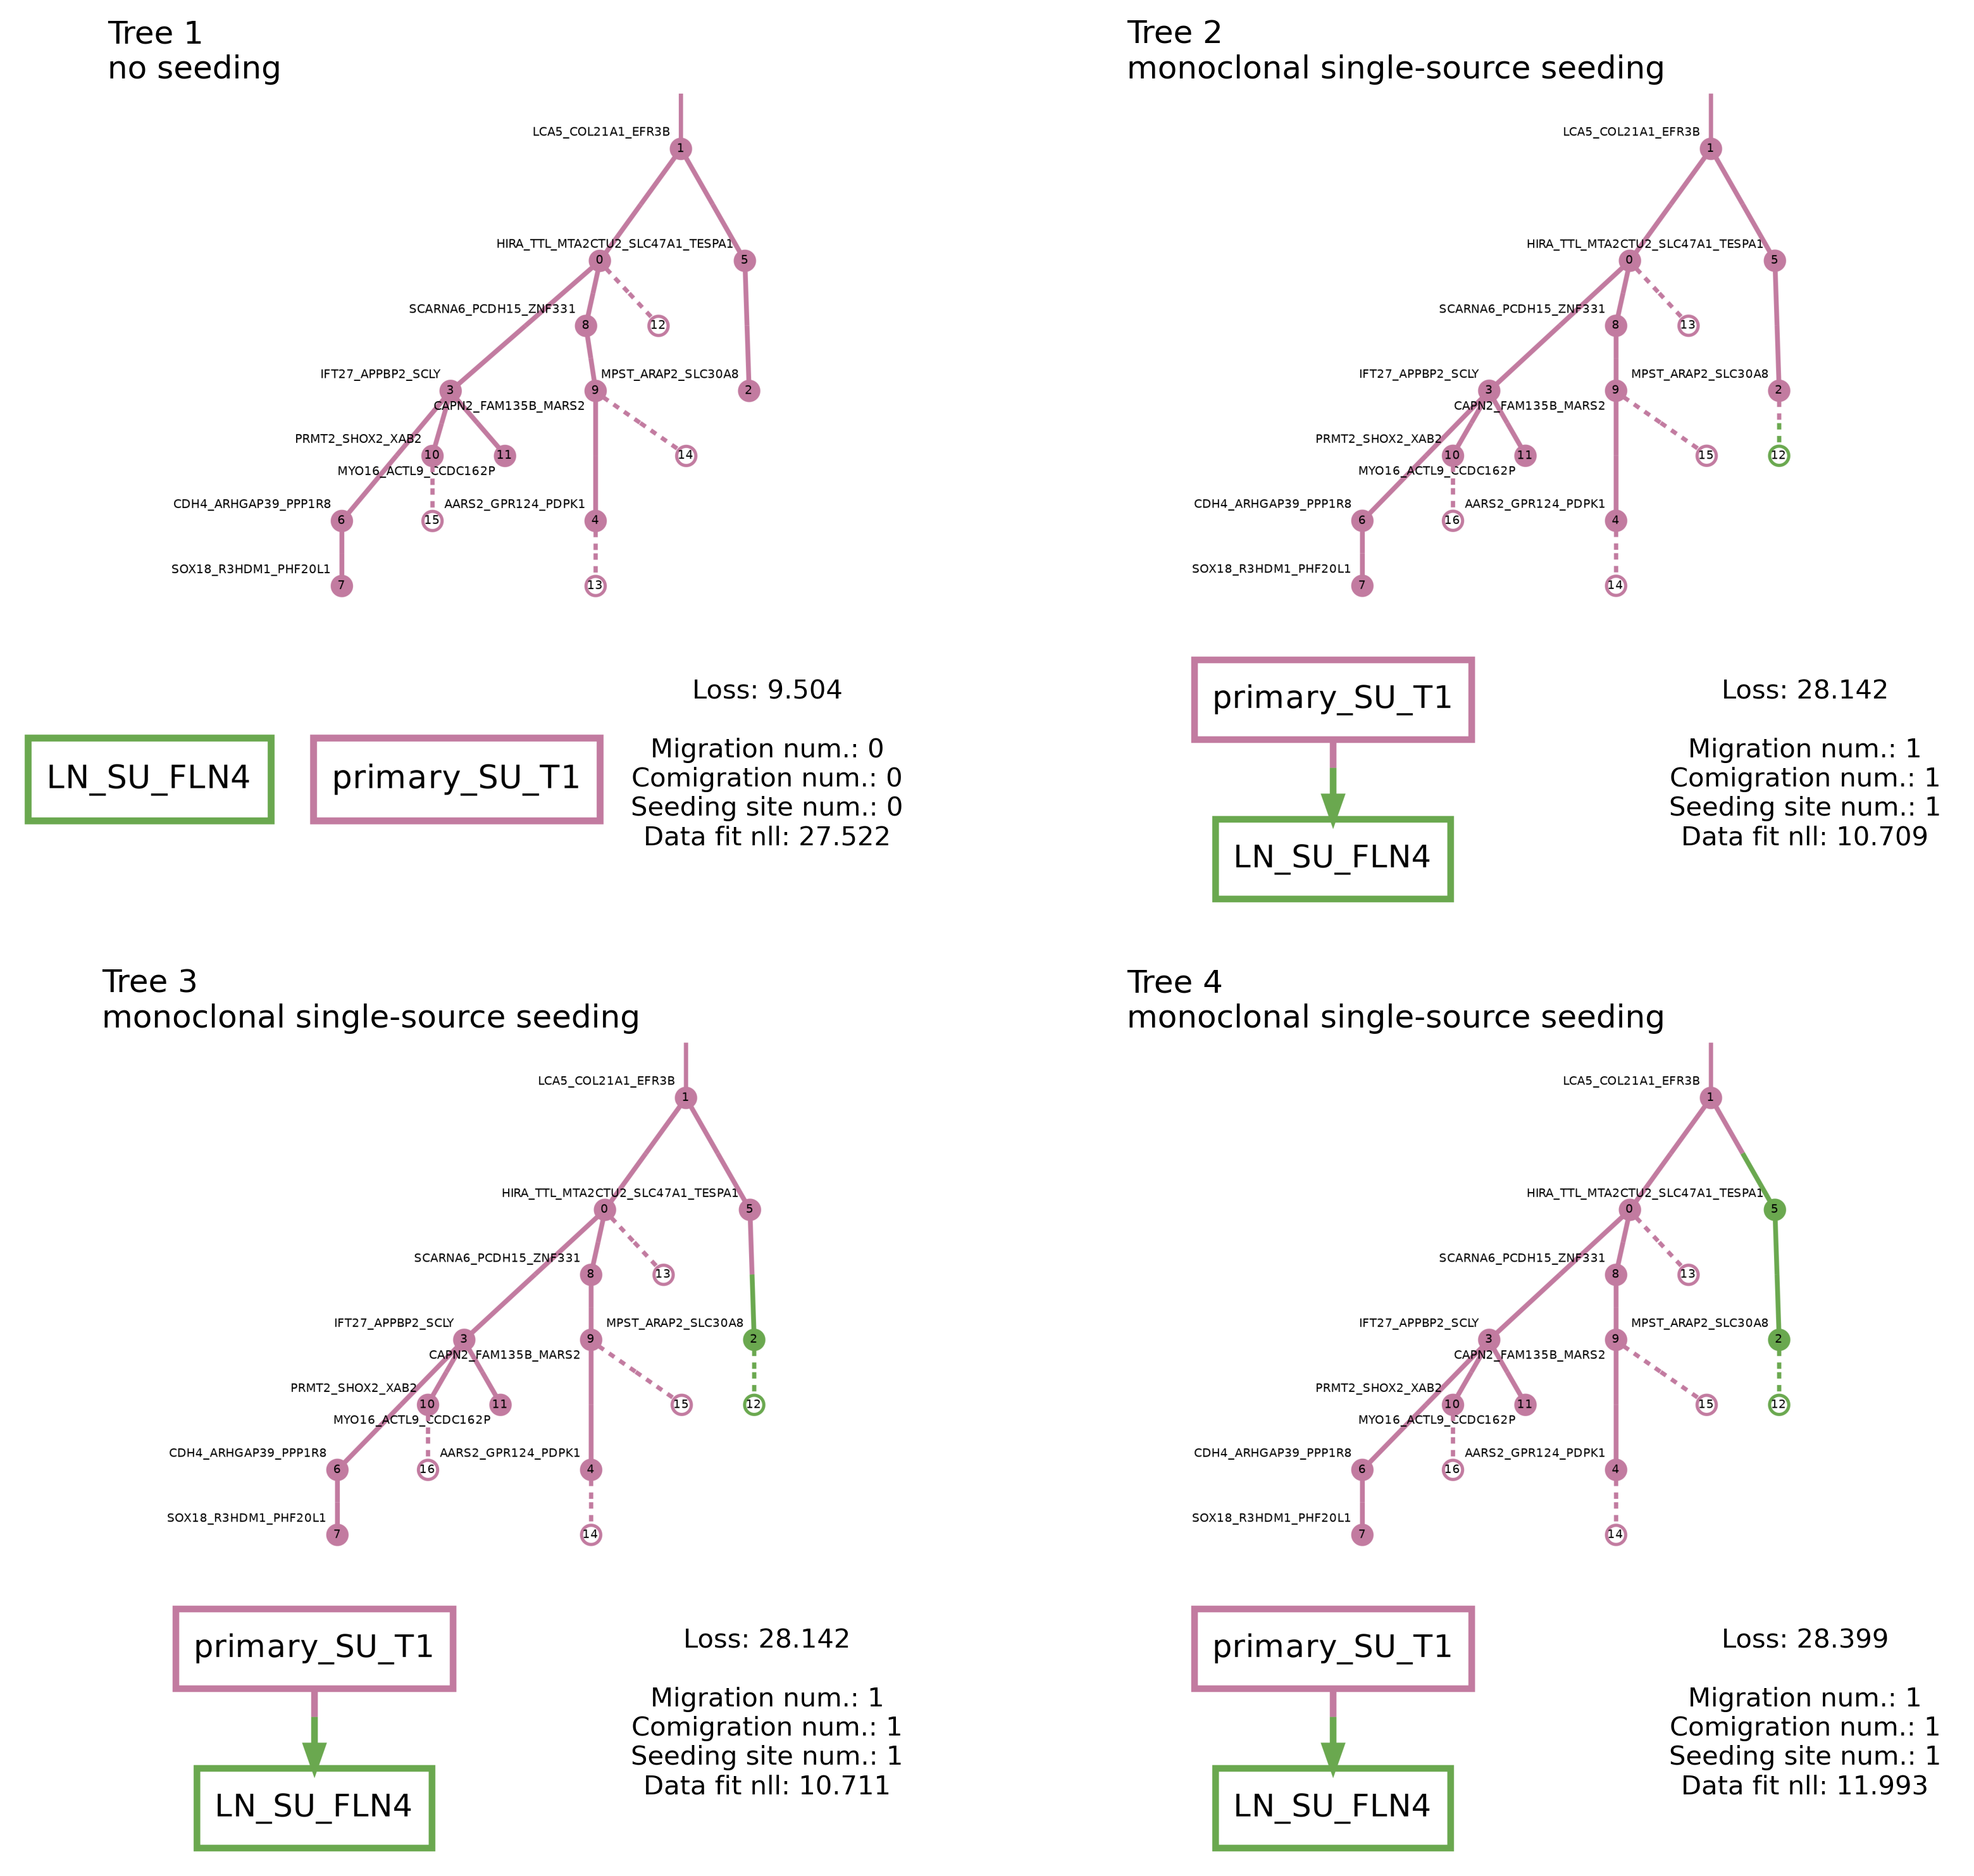 Tree 1
no seeding
LCA5_COL21A1_EFR3B
1
HIRA_TTL_MTA2CTU2_SLC47A1_TESPA1
0
5
SCARNA6_PCDH15_ZNF331
8
12
IFT27_APPBP2_SCLY
3
9
MPST_ARAP2_SLC30A8
2
CAPN2_FAM135B_MARS2
PRMT2_SHOX2_XAB2
10
11
14
MYO16_ACTL9_CCDC162P
CDH4_ARHGAP39_PPP1R8
6
15
AARS2_GPR124_PDPK1
4
SOX18_R3HDM1_PHF20L1
7
13
LN_SU_FLN4
primary_SU_T1
Loss: 9.504
Migration num.: 0
Comigration num.: 0
Seeding site num.: 0
Data fit nll: 27.522
Tree 2
monoclonal single-source seeding
LCA5_COL21A1_EFR3B
1
HIRA_TTL_MTA2CTU2_SLC47A1_TESPA1
0
5
SCARNA6_PCDH15_ZNF331
8
13
IFT27_APPBP2_SCLY
3
9
MPST_ARAP2_SLC30A8
2
CAPN2_FAM135B_MARS2
PRMT2_SHOX2_XAB2
10
11
15
12
MYO16_ACTL9_CCDC162P
CDH4_ARHGAP39_PPP1R8
6
16
AARS2_GPR124_PDPK1
4
SOX18_R3HDM1_PHF20L1
7
14
primary_SU_T1
LN_SU_FLN4
Loss: 28.142
Migration num.: 1
Comigration num.: 1
Seeding site num.: 1
Data fit nll: 10.709
Tree 3
monoclonal single-source seeding
LCA5_COL21A1_EFR3B
1
HIRA_TTL_MTA2CTU2_SLC47A1_TESPA1
0
5
SCARNA6_PCDH15_ZNF331
8
13
IFT27_APPBP2_SCLY
3
9
MPST_ARAP2_SLC30A8
2
CAPN2_FAM135B_MARS2
PRMT2_SHOX2_XAB2
10
11
15
12
MYO16_ACTL9_CCDC162P
CDH4_ARHGAP39_PPP1R8
6
16
AARS2_GPR124_PDPK1
4
SOX18_R3HDM1_PHF20L1
7
14
primary_SU_T1
LN_SU_FLN4
Loss: 28.142
Migration num.: 1
Comigration num.: 1
Seeding site num.: 1
Data fit nll: 10.711
Tree 4
monoclonal single-source seeding
LCA5_COL21A1_EFR3B
1
HIRA_TTL_MTA2CTU2_SLC47A1_TESPA1
0
5
SCARNA6_PCDH15_ZNF331
8
13
IFT27_APPBP2_SCLY
3
9
MPST_ARAP2_SLC30A8
2
CAPN2_FAM135B_MARS2
PRMT2_SHOX2_XAB2
10
11
15
12
MYO16_ACTL9_CCDC162P
CDH4_ARHGAP39_PPP1R8
6
16
AARS2_GPR124_PDPK1
4
SOX18_R3HDM1_PHF20L1
7
14
primary_SU_T1
LN_SU_FLN4
Loss: 28.399
Migration num.: 1
Comigration num.: 1
Seeding site num.: 1
Data fit nll: 11.993